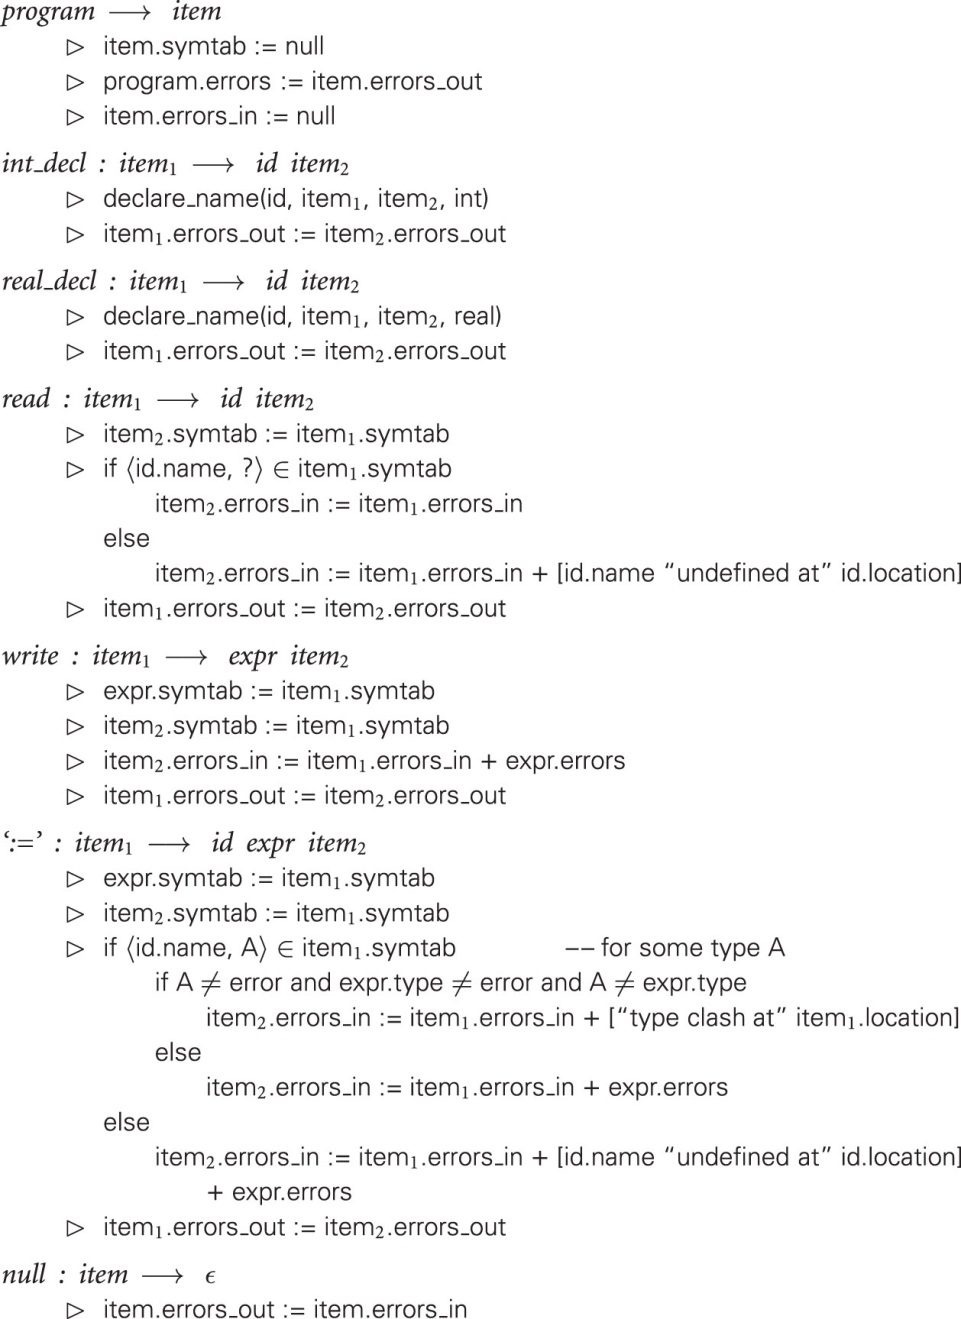 program ⟶ item
▷ item.symtab := null
▷ program.errors := item.errors_out
▷ item.errors_in := null
int_decl : item₁ ⟶ id item₂
▷ declare_name(id, item₁, item₂, int)
▷ item₁.errors_out := item₂.errors_out
real_decl : item₁ ⟶ id item₂
▷ declare_name(id, item₁, item₂, real)
▷ item₁.errors_out := item₂.errors_out
read : item₁ ⟶ id item₂
▷ item₂.symtab := item₁.symtab
▷ if ⟨id.name, ?⟩ ∈ item₁.symtab
item₂.errors_in := item₁.errors_in
else
item₂.errors_in := item₁.errors_in + [id.name “undefined at” id.location]
▷ item₁.errors_out := item₂.errors_out
write : item₁ ⟶ expr item₂
▷ expr.symtab := item₁.symtab
▷ item₂.symtab := item₁.symtab
▷ item₂.errors_in := item₁.errors_in + expr.errors
▷ item₁.errors_out := item₂.errors_out
‘:=’ : item₁ ⟶ id expr item₂
▷ expr.symtab := item₁.symtab
▷ item₂.symtab := item₁.symtab
▷ if ⟨id.name, A⟩ ∈ item₁.symtab −− for some type A
if A ≠ error and expr.type ≠ error and A ≠ expr.type
item₂.errors_in := item₁.errors_in + [“type clash at” item₁.location]
else
item₂.errors_in := item₁.errors_in + expr.errors
else
item₂.errors_in := item₁.errors_in + [id.name “undefined at” id.location]
+ expr.errors
▷ item₁.errors_out := item₂.errors_out
null : item ⟶ ϵ
▷ item.errors_out := item.errors_in